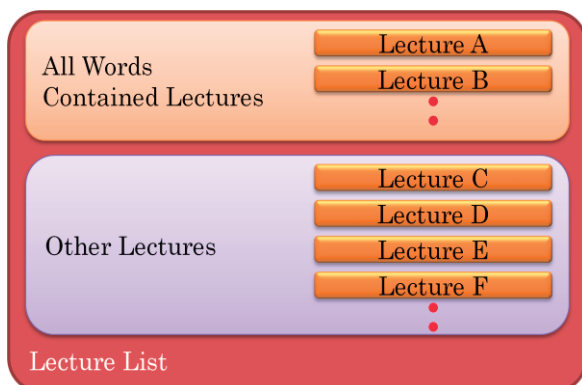 All Words
Contained Lectures
Lecture A
Lecture B
Other Lectures
Lecture C
Lecture D
Lecture E
Lecture F
Lecture List